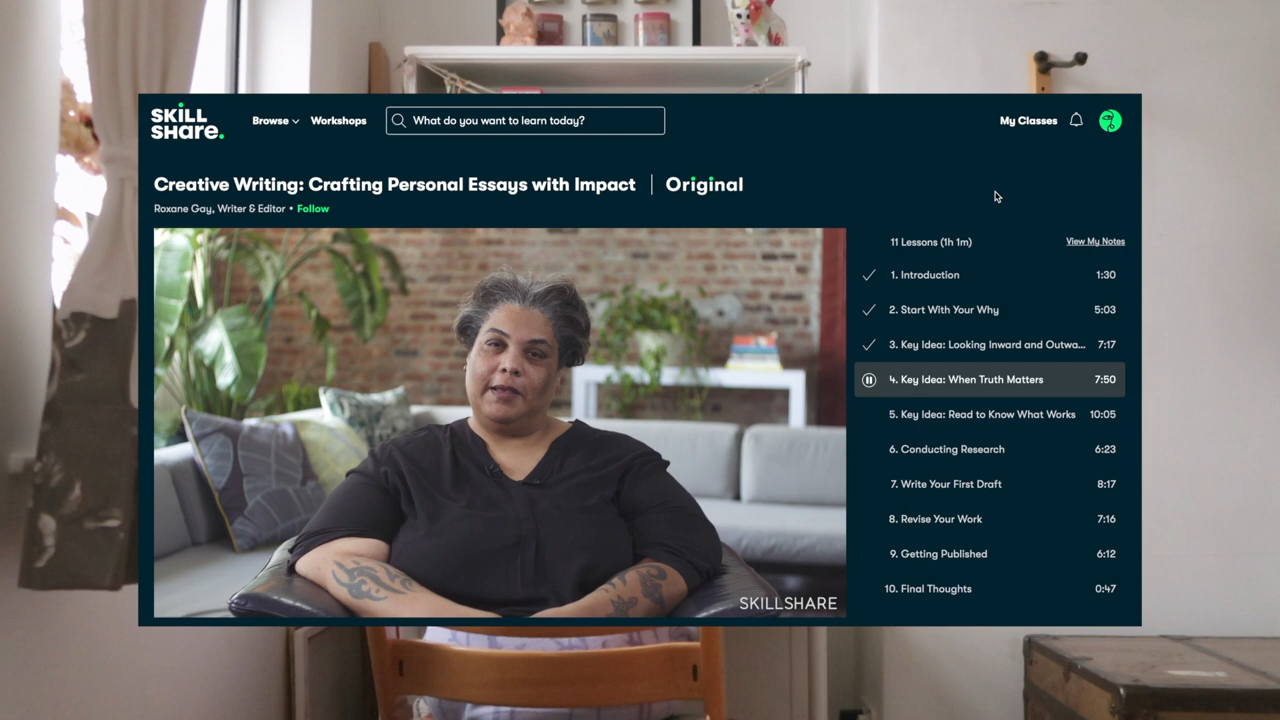 SKILL
SHare.
Browse
Workshops
What do you want to learn today?
My Classes
Creative Writing: Crafting Personal Essays with Impact | Original
Roxane Gay, Writer & Editor • Follow
11 Lessons (1h 1m)
View My Notes
1. Introduction 1:30
2. Start With Your Why 5:03
3. Key Idea: Looking Inward and Outwa... 7:17
4. Key Idea: When Truth Matters 7:50
5. Key Idea: Read to Know What Works 10:05
6. Conducting Research 6:23
7. Write Your First Draft 8:17
8. Revise Your Work 7:16
9. Getting Published 6:12
10. Final Thoughts 0:47
SKILLSHARE